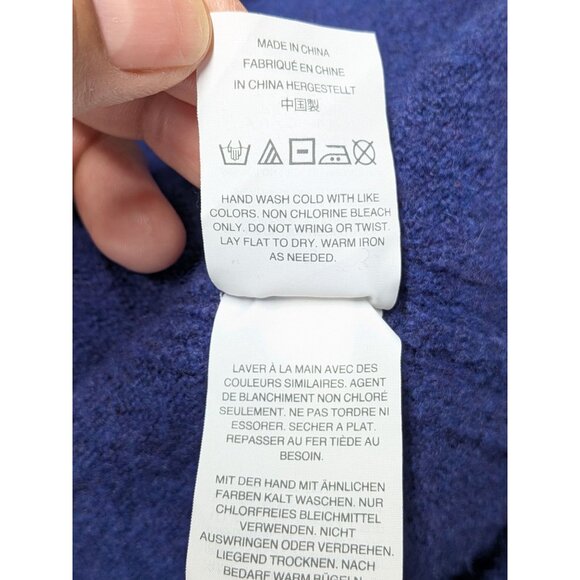 MADE IN CHINA
FABRIQUÉ EN CHINE
IN CHINA HERGESTELLT
中国製
HAND WASH COLD WITH LIKE
COLORS. NON CHLORINE BLEACH
ONLY. DO NOT WRING OR TWIST.
LAY FLAT TO DRY. WARM IRON
AS NEEDED.
LAVER À LA MAIN AVEC DES
COULEURS SIMILAIRES. AGENT
DE BLANCHIMENT NON CHLORÉ
SEULEMENT. NE PAS TORDRE NI
ESSORER. SECHER A PLAT.
REPASSER AU FER TIÈDE AU
BESOIN.
MIT DER HAND MIT ÄHNLICHEN
FARBEN KALT WASCHEN. NUR
CHLORFREIES BLEICHMITTEL
VERWENDEN. NICHT
AUSWRINGEN ODER VERDREHEN.
LIEGEND TROCKNEN. NACH
BEDARF WARM BÜGELN